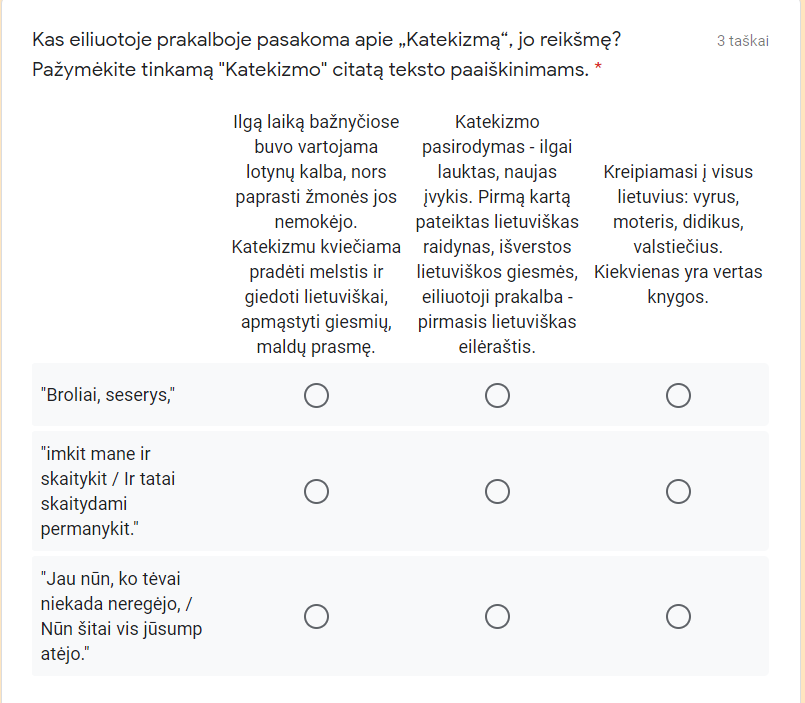 Kas eiliuotoje prakalboje pasakoma apie „Katekizmą“, jo reikšmę?
3 taškai
Pažymėkite tinkamą "Katekizmo" citatą teksto paaiškinimams. *
Ilgą laiką bažnyčiose
buvo vartojama
lotynų kalba, nors
paprasti žmonės jos
nemokėjo.
Katekizmu kviečiama
pradėti melstis ir
giedoti lietuviškai,
apmąstyti giesmių,
maldų prasmę.
Katekizmo
pasirodymas - ilgai
lauktas, naujas
įvykis. Pirmą kartą
pateiktas lietuviškas
raidynas, išverstos
lietuviškos giesmės,
eiliuotoji prakalba -
pirmasis lietuviškas
eilėraštis.
Kreipiamasi į visus
lietuvius: vyrus,
moteris, didikus,
valstiečius.
Kiekvienas yra vertas
knygos.
"Broliai, seserys,"
"imkit mane ir
skaitykit / Ir tatai
skaitydami
permanykit."
"Jau nūn, ko tėvai
niekada neregėjo, /
Nūn šitai vis jūsump
atėjo."